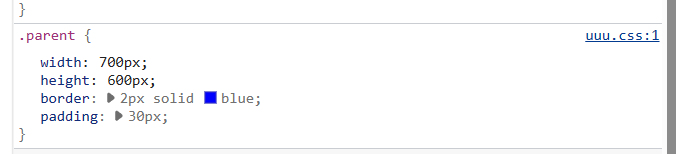 }
.parent { uuu.css:1
width: 700px;
height: 600px;
border: 2px solid blue;
padding: 30px;
}